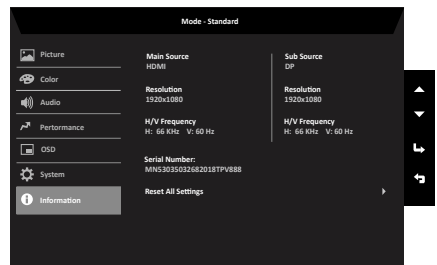 Mode - Standard
Picture
Color
Audio
Pertormance
OSD
System
Information
Main Source
HDMI
Resolution
1920x1080
H/V Frequency
H: 66 KHz V: 60 Hz
Sub Source
DP
Resolution
1920x1080
H/V Frequency
H: 66 KHz V: 60 Hz
Serial Number:
MN53035032682018TPV888
Reset All Settings